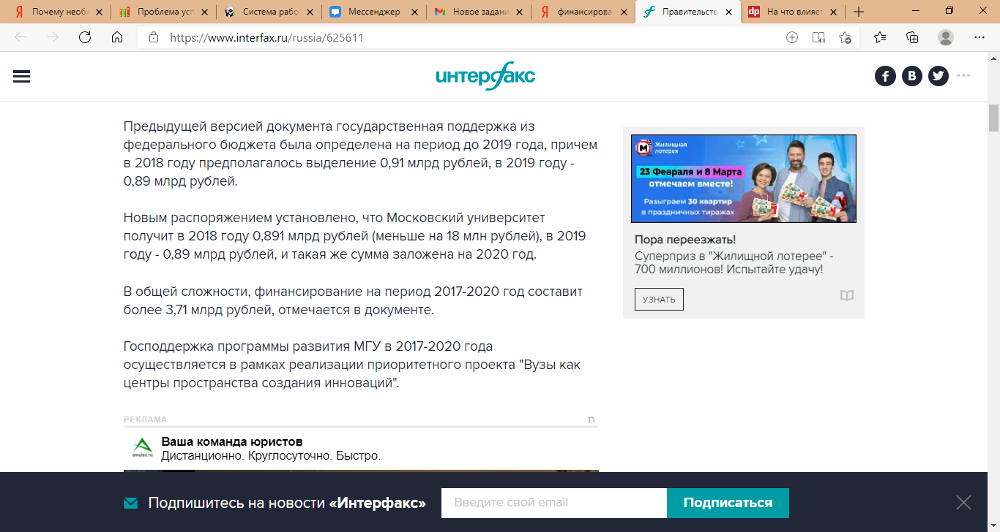 Почему необх
Проблема усп
Система рабо
Мессенджер
Новое задани
финансирова
Правительств
На что влияет
https://www.interfax.ru/russia/625611
интерфакс
Предыдущей версией документа государственная поддержка из
федерального бюджета была определена на период до 2019 года, причем
в 2018 году предполагалось выделение 0,91 млрд рублей, в 2019 году -
0,89 млрд рублей.
Новым распоряжением установлено, что Московский университет
получит в 2018 году 0,891 млрд рублей (меньше на 18 млн рублей), в 2019
году - 0,89 млрд рублей, и такая же сумма заложена на 2020 год.
В общей сложности, финансирование на период 2017-2020 год составит
более 3,71 млрд рублей, отмечается в документе.
Господдержка программы развития МГУ в 2017-2020 года
осуществляется в рамках реализации приоритетного проекта "Вузы как
центры пространства создания инноваций".
Жилищная
лотерея
23 Февраля и 8 Марта
отмечаем вместе!
Разыграем 30 квартир
в праздничных тиражах
Пора переезжать!
Суперприз в "Жилищной лотерее" -
700 миллионов! Испытайте удачу!
УЗНАТЬ
РЕКЛАМА
amulex.ru
Ваша команда юристов
Дистанционно. Круглосуточно. Быстро.
Подпишитесь на новости «Интерфакс»
Введите свой email
Подписаться